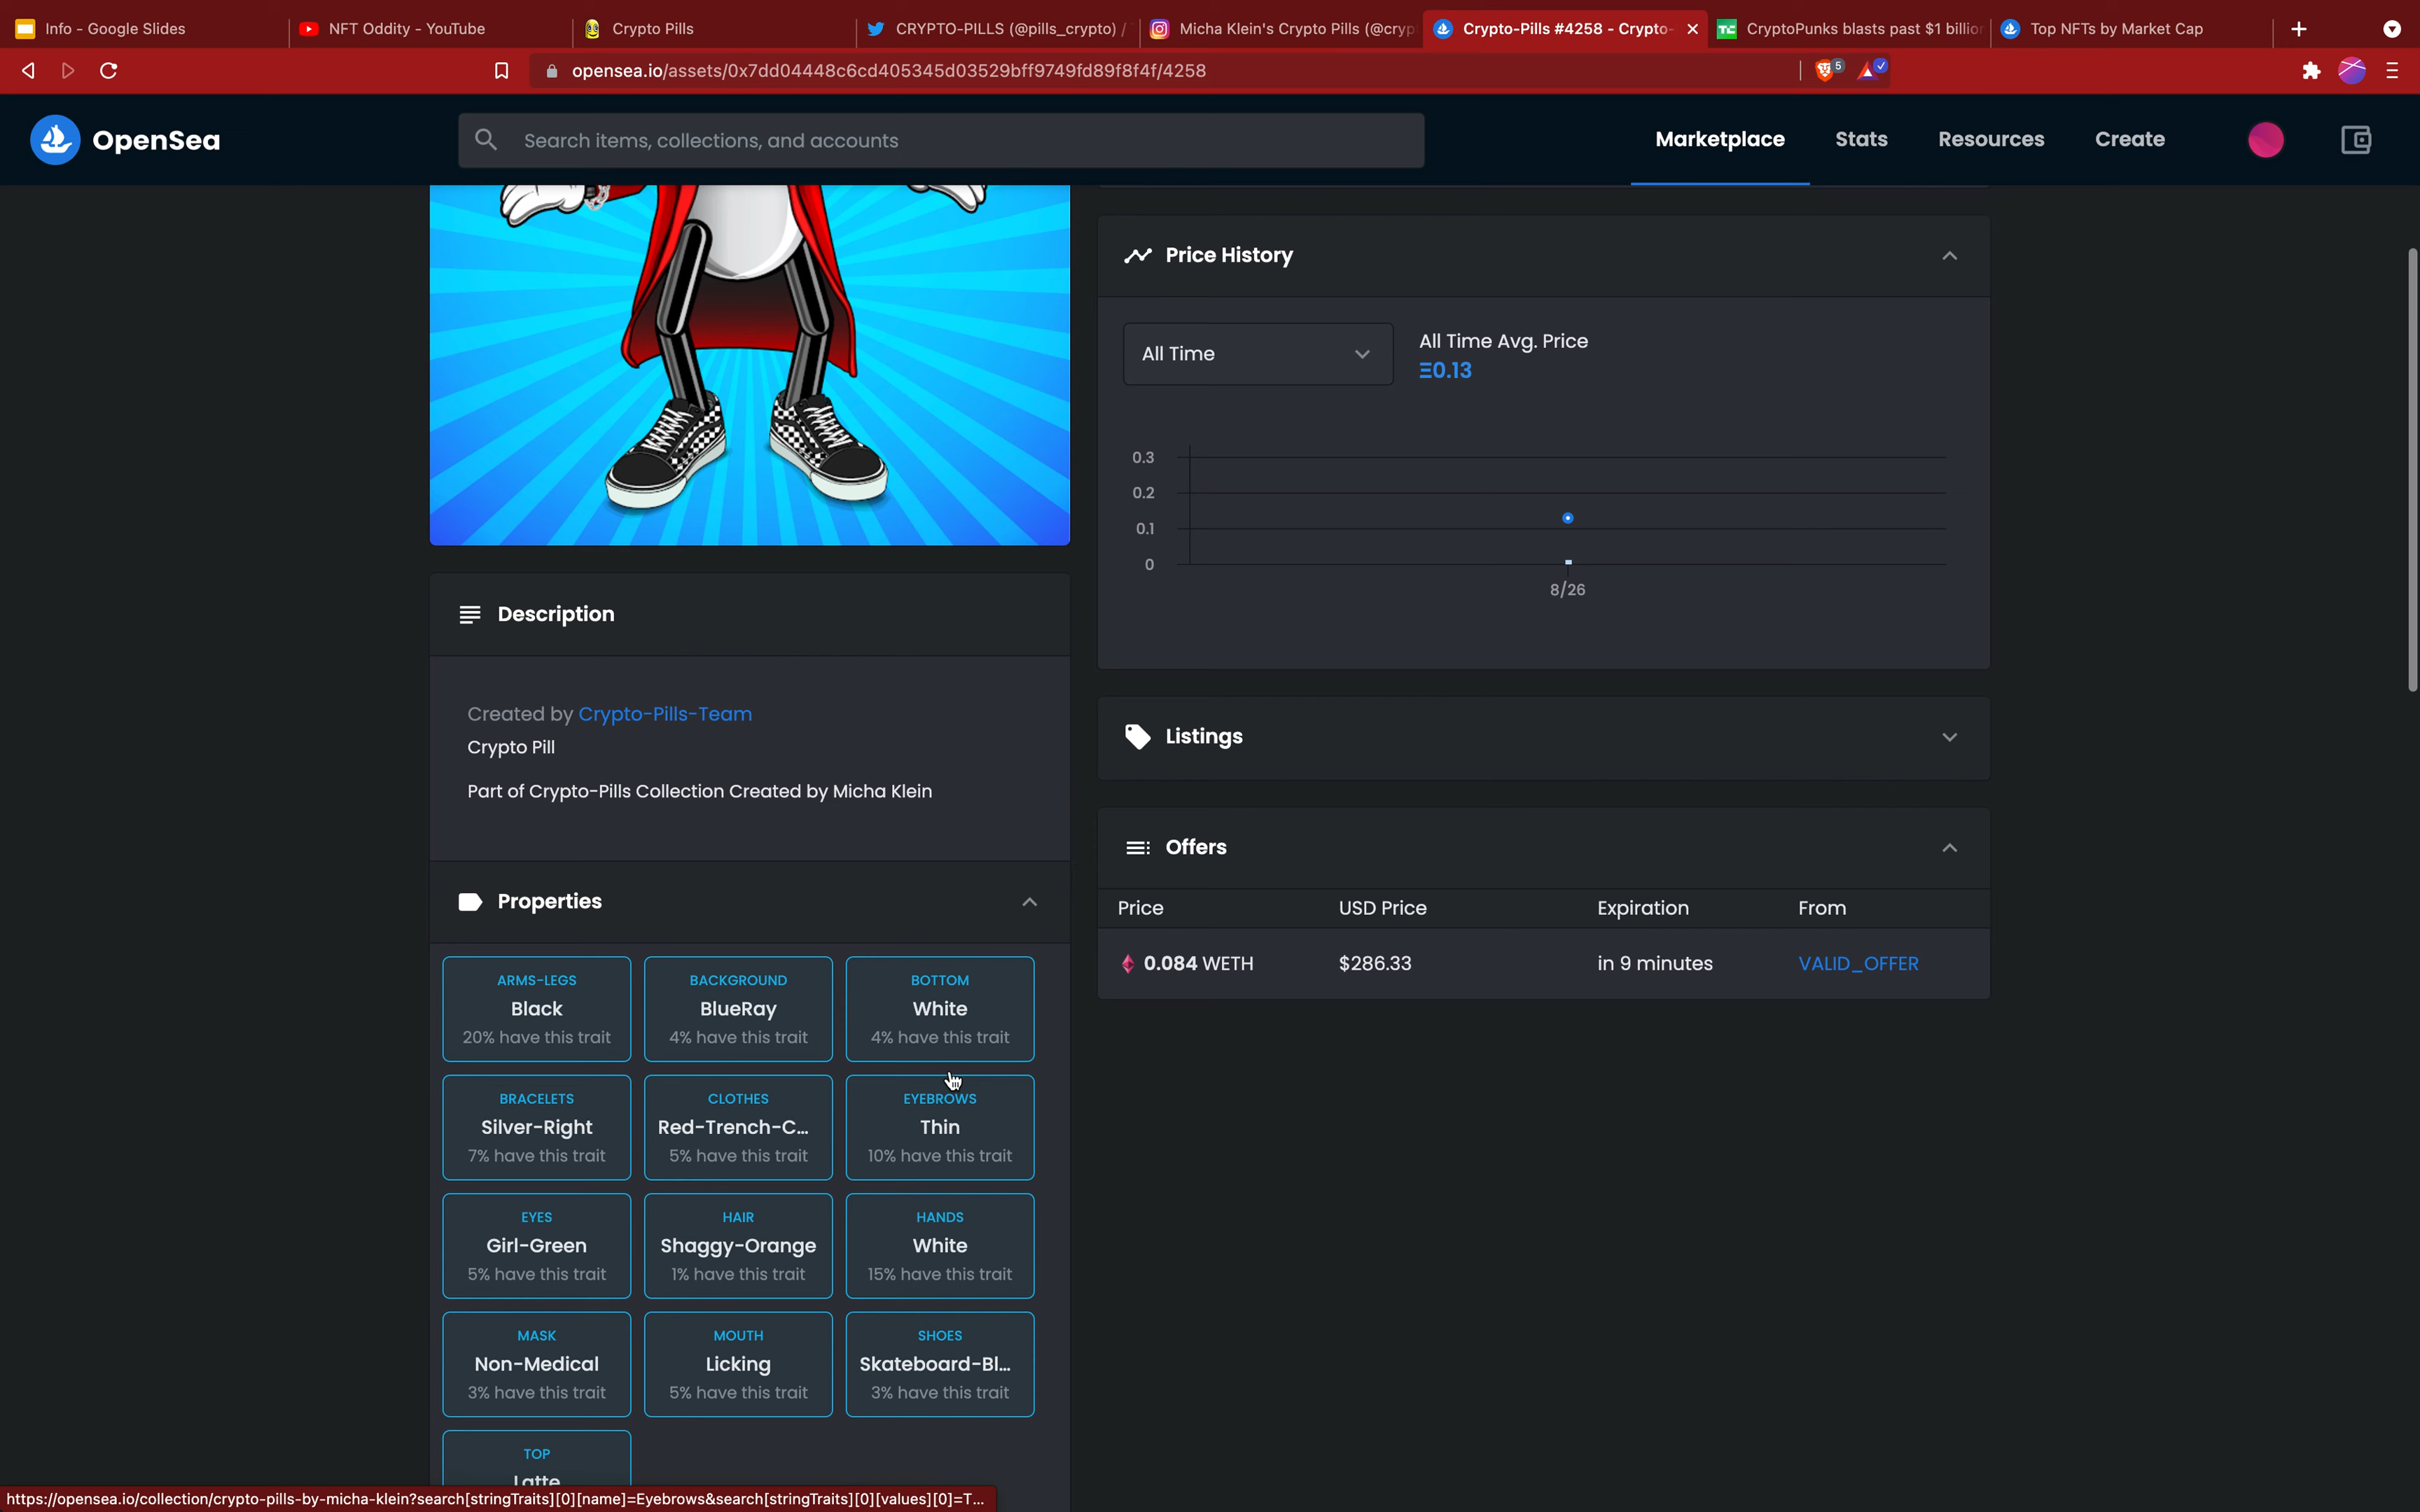 Info - Google Slides
NFT Oddity - YouTube
Crypto Pills
CRYPTO-PILLS (@pills_crypto) /
Micha Klein's Crypto Pills (@cryp
Crypto-Pills #4258 - Crypto-
CryptoPunks blasts past $1 billion
Top NFTs by Market Cap
opensea.io/assets/0x7dd04448c6cd405345d03529bff9749fd89f8f4f/4258
5
OpenSea
Search items, collections, and accounts
Marketplace
Stats
Resources
Create
Price History
All Time
All Time Avg. Price
Ξ0.13
0.3
0.2
0.1
0
8/26
Description
Created by Crypto-Pills-Team
Crypto Pill
Part of Crypto-Pills Collection Created by Micha Klein
Listings
Offers
Price USD Price Expiration From
0.084 WETH $286.33 in 9 minutes VALID_OFFER
Properties
ARMS-LEGS
Black
20% have this trait
BACKGROUND
BlueRay
4% have this trait
BOTTOM
White
4% have this trait
BRACELETS
Silver-Right
7% have this trait
CLOTHES
Red-Trench-C...
5% have this trait
EYEBROWS
Thin
10% have this trait
EYES
Girl-Green
5% have this trait
HAIR
Shaggy-Orange
1% have this trait
HANDS
White
15% have this trait
MASK
Non-Medical
3% have this trait
MOUTH
Licking
5% have this trait
SHOES
Skateboard-Bl...
3% have this trait
TOP
Latte
https://opensea.io/collection/crypto-pills-by-micha-klein?search[stringTraits][0][name]=Eyebrows&search[stringTraits][0][values][0]=T...